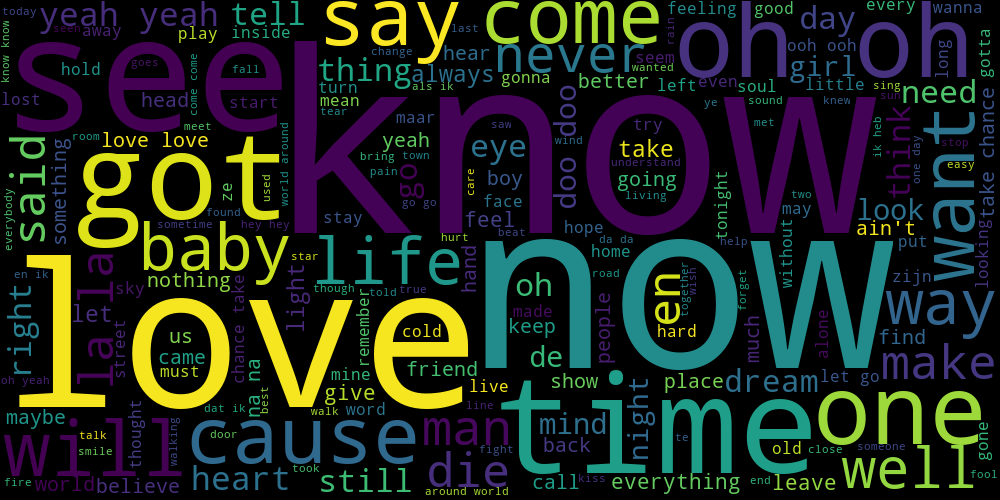 today
yeah yeah
tell
say
come
last
oh oh
feeling
good
day
every
wanna
seen
away
play
inside
see
know
goes
thing
change
hear
never
wanted
seem
rain
ooh ooh
girl
long
gotta
know know
hold
fall
turn
always
als ik
gonna
better
left
even
soul
little
sing
need
lost
head
come come
start
mean
tear
maar
doo doo
ye
sound
knew
sun
room
meet
love love
yeah
saw
wind
try
take
met
ik heb
think
want
stop
take chance
said
something
got
world around
bring
town
eye
understand
one day
easy
pain
go
boy
going
living
ze
used
care
go go
face
tonight
two
look
everybody
found
stay
feel
hope
may
ain't
sometime
hey hey
beat
da da
help
put
baby
hurt
home
without
looking
love
la la
life
now
en ik
nothing
star
hand
road
together
wish
forget
zijn
sky
though
told
true
oh
en
way
right
let
light
remember
made
people
us
cold
keep
hard
much
alone
find
street
chance take
came
de
make
must
friend
oh yeah
mine
show
place
dream
let go
live
time
one
best
na na
give
maybe
dat ik
walk
word
line
will
cause
man
mind
night
talk
thought
walking
door
fight
back
te
old
close
someone
gone
smile
die
well
fire
world
believe
heart
took
still
call
kiss
everything
end
leave
fool
around world